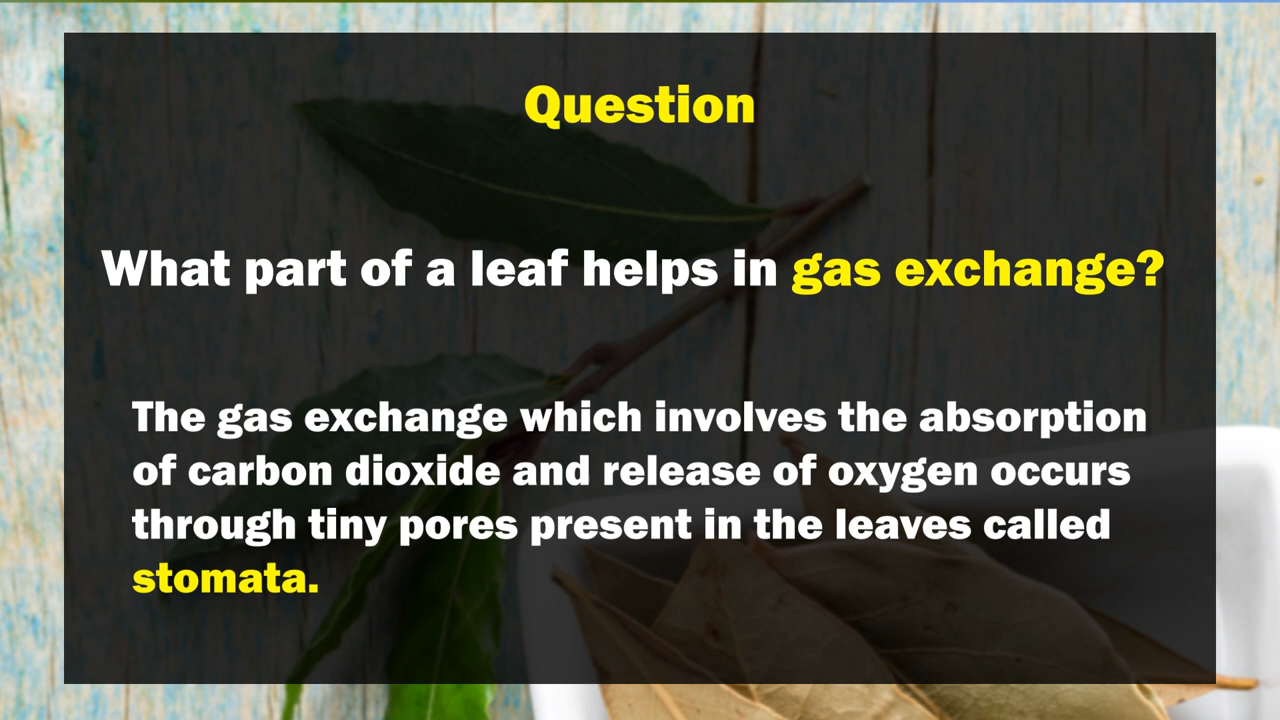 Question
What part of a leaf helps in gas exchange?
The gas exchange which involves the absorption
of carbon dioxide and release of oxygen occurs
through tiny pores present in the leaves called
stomata.